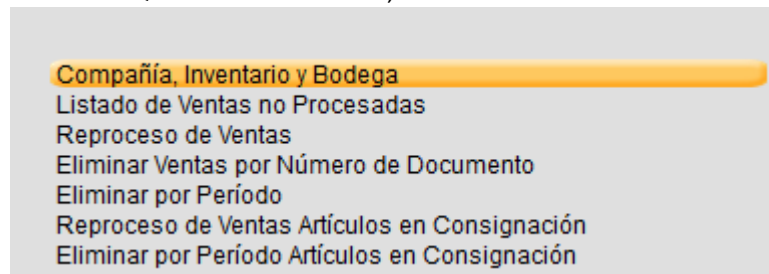 Compañía, Inventario y Bodega
Listado de Ventas no Procesadas
Reproceso de Ventas
Eliminar Ventas por Número de Documento
Eliminar por Período
Reproceso de Ventas Artículos en Consignación
Eliminar por Período Artículos en Consignación